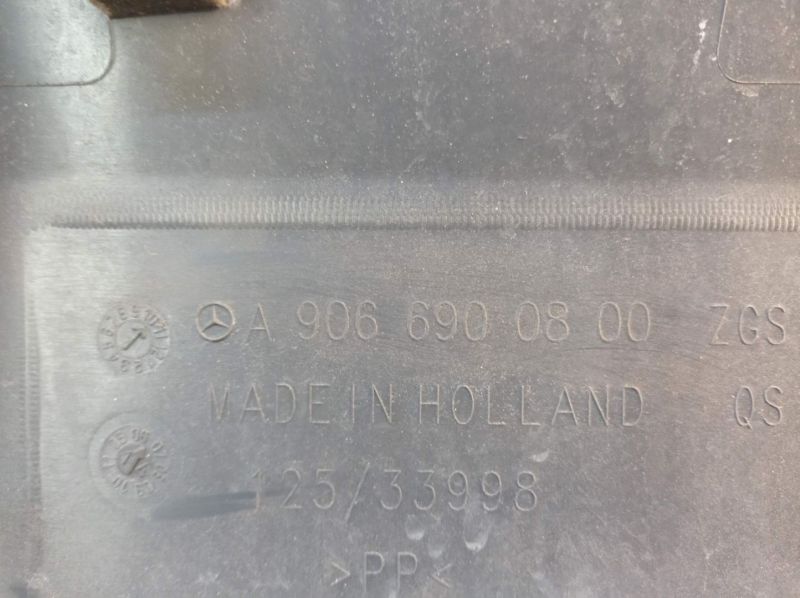 A 906 690 08 00 ZGS
MADE IN HOLLAND QS
125/33998
>PP<